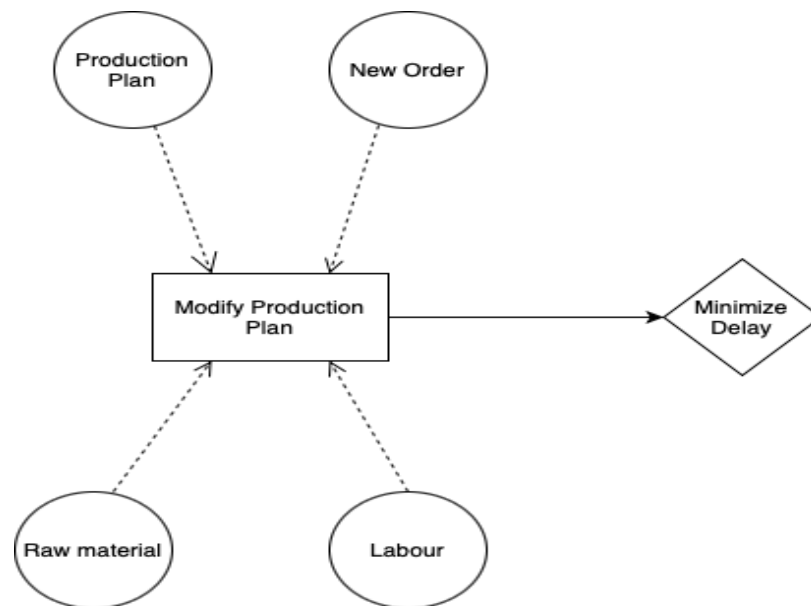 Production
Plan
New Order
Modify Production
Plan
Minimize
Delay
Raw material
Labour